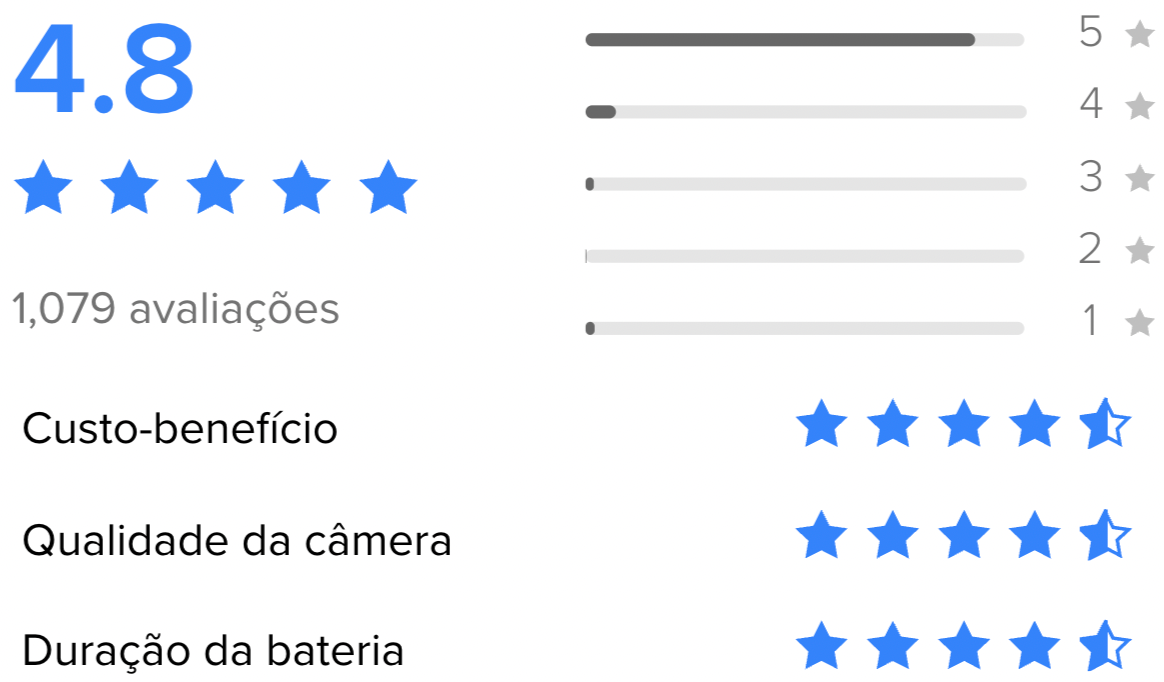 4.8
1,079 avaliações
5
4
3
2
1
Custo-benefício
Qualidade da câmera
Duração da bateria